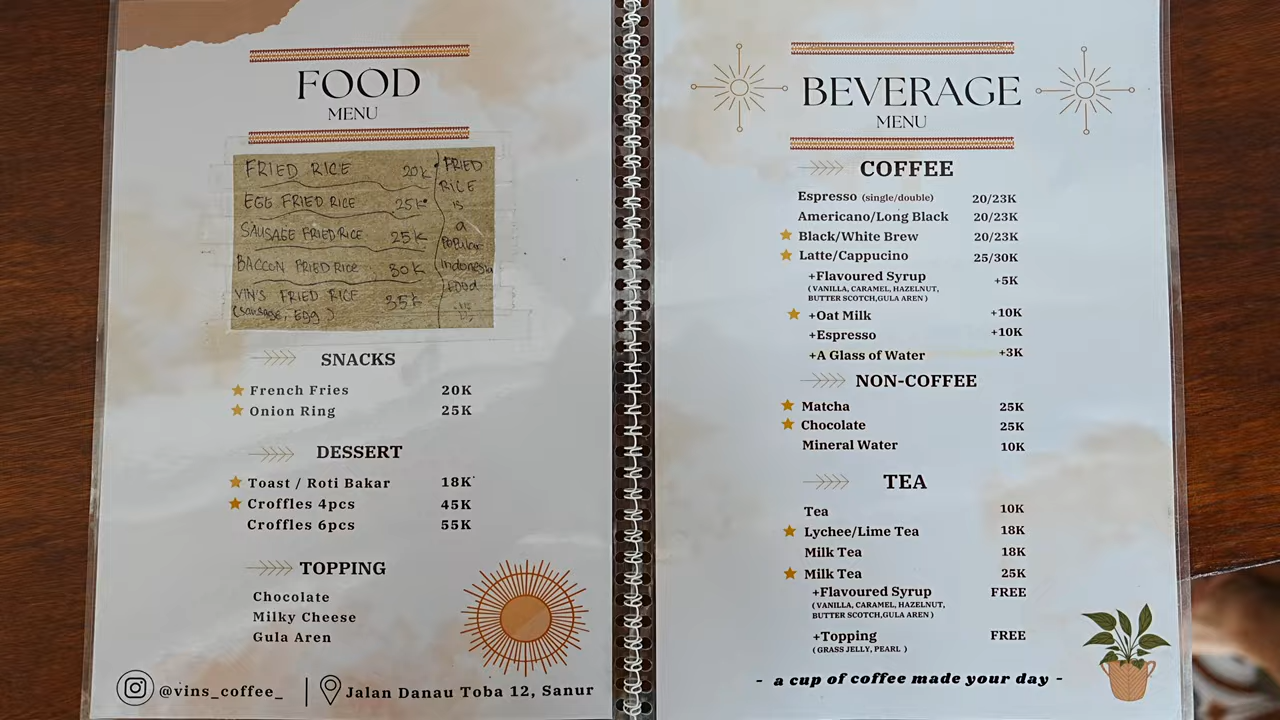 FOOD
MENU
FRIED RICE 20K
EGG FRIED RICE 25K
SAUSAGE FRIED RICE 25K
BACCON FRIED RICE 30K
VIN'S FRIED RICE 35K
(sausage, Egg)
FRIED
RICE
is
a
Popular
Indonesia
Food
SNACKS
French Fries 20K
Onion Ring 25K
DESSERT
Toast / Roti Bakar 18K
Croffles 4pcs 45K
Croffles 6pcs 55K
TOPPING
Chocolate
Milky Cheese
Gula Aren
@vins_coffee_ | Jalan Danau Toba 12, Sanur
BEVERAGE
MENU
COFFEE
Espresso (single/double) 20/23K
Americano/Long Black 20/23K
Black/White Brew 20/23K
Latte/Cappucino 25/30K
+Flavoured Syrup +5K
( VANILLA, CARAMEL, HAZELNUT,
BUTTER SCOTCH,GULA AREN )
+Oat Milk +10K
+Espresso +10K
+A Glass of Water +3K
NON-COFFEE
Matcha 25K
Chocolate 25K
Mineral Water 10K
TEA
Tea 10K
Lychee/Lime Tea 18K
Milk Tea 18K
Milk Tea 25K
+Flavoured Syrup FREE
( VANILLA, CARAMEL, HAZELNUT,
BUTTER SCOTCH,GULA AREN )
+Topping FREE
( GRASS JELLY, PEARL )
- a cup of coffee made your day -